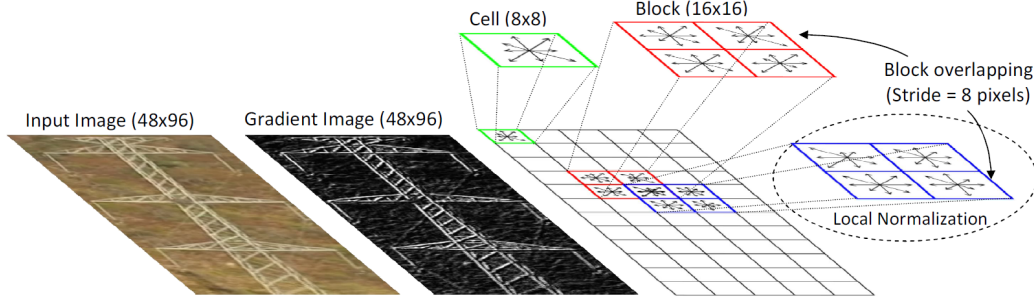 Cell (8x8)
Block (16x16)
Block overlapping
(Stride = 8 pixels)
Input Image (48x96)
Gradient Image (48x96)
Local Normalization